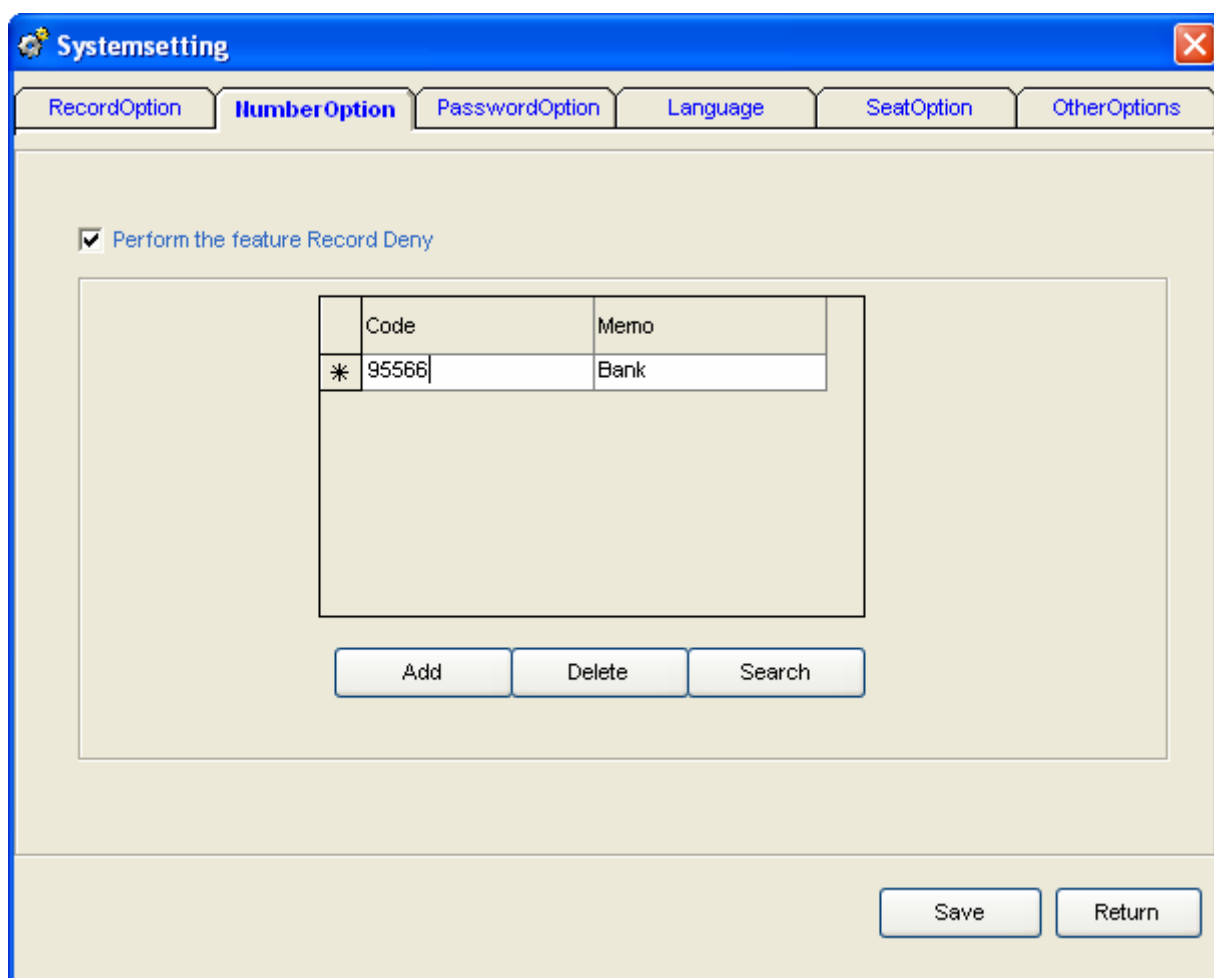 Systemsetting
RecordOption NumberOption PasswordOption Language SeatOption OtherOptions
Perform the feature Record Deny
Code Memo
95566 Bank
Add Delete Search
Save Return